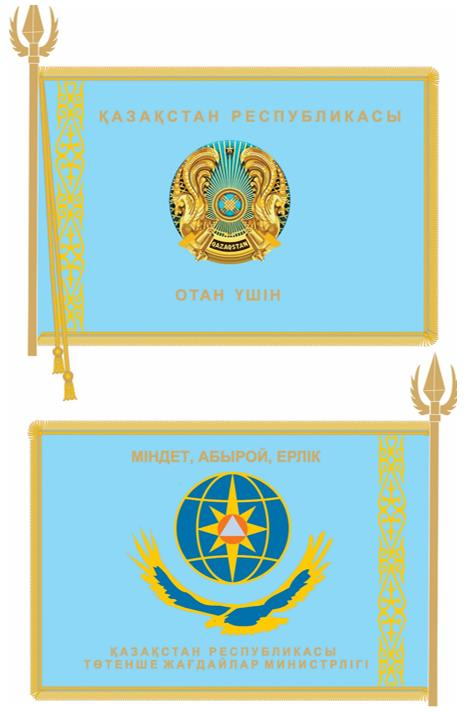 ҚАЗАҚСТАН РЕСПУБЛИКАСЫ
QAZAQSTAN
ОТАН ҮШІН
МІНДЕТ, АБЫРОЙ, ЕРЛІК
ҚАЗАҚСТАН РЕСПУБЛИКАСЫ
ТӨТЕНШЕ ЖАҒДАЙЛАР МИНИСТРЛІГІ